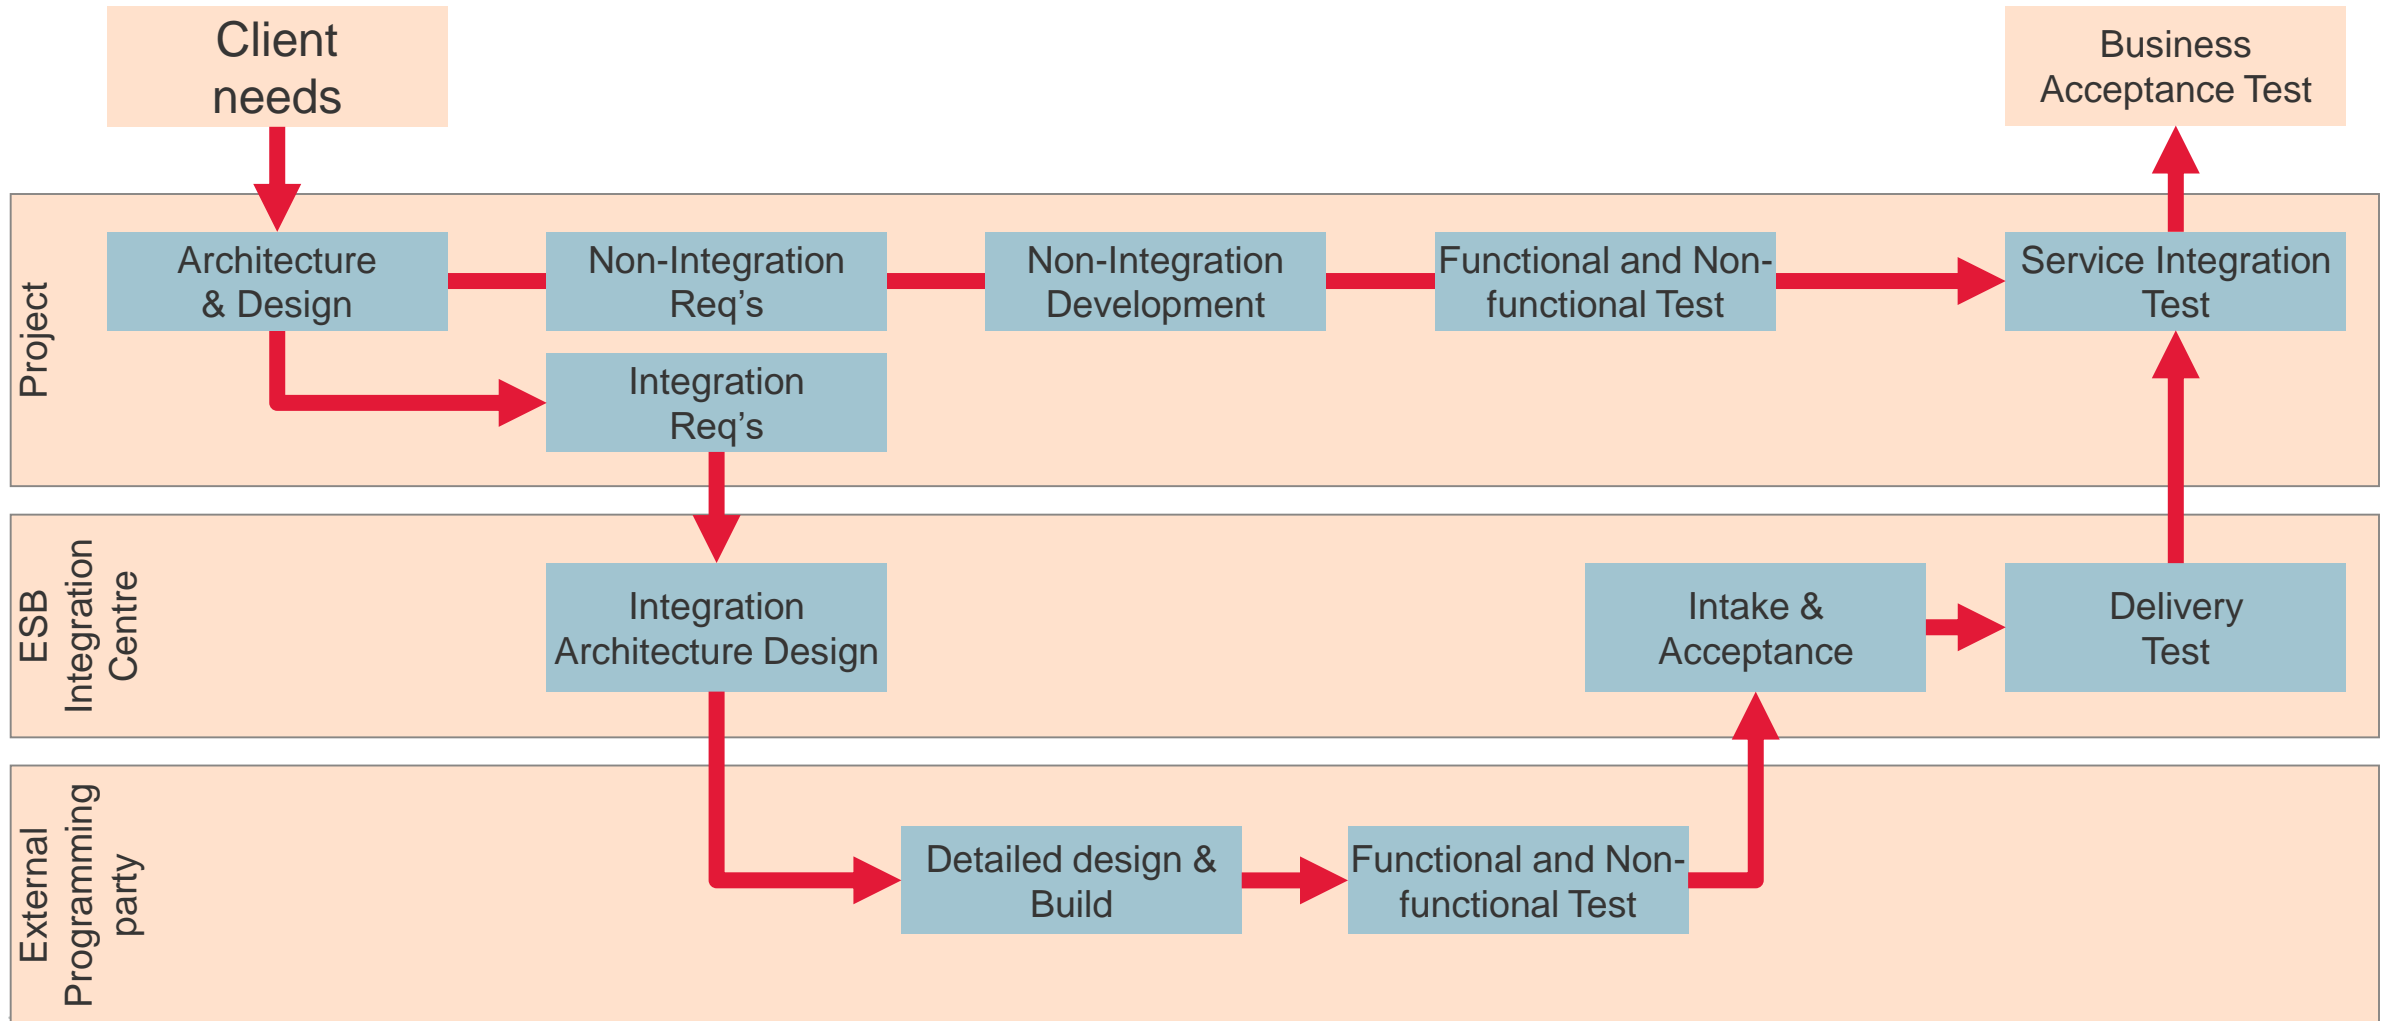 Client
needs
Business
Acceptance Test
Project
Architecture
& Design
Non-Integration
Req's
Non-Integration
Development
Functional and Non-
functional Test
Service Integration
Test
Integration
Req’s
ESB
Integration
Centre
Integration
Architecture Design
Intake &
Acceptance
Delivery
Test
External
Programming
party
Detailed design &
Build
Functional and Non-
functional Test